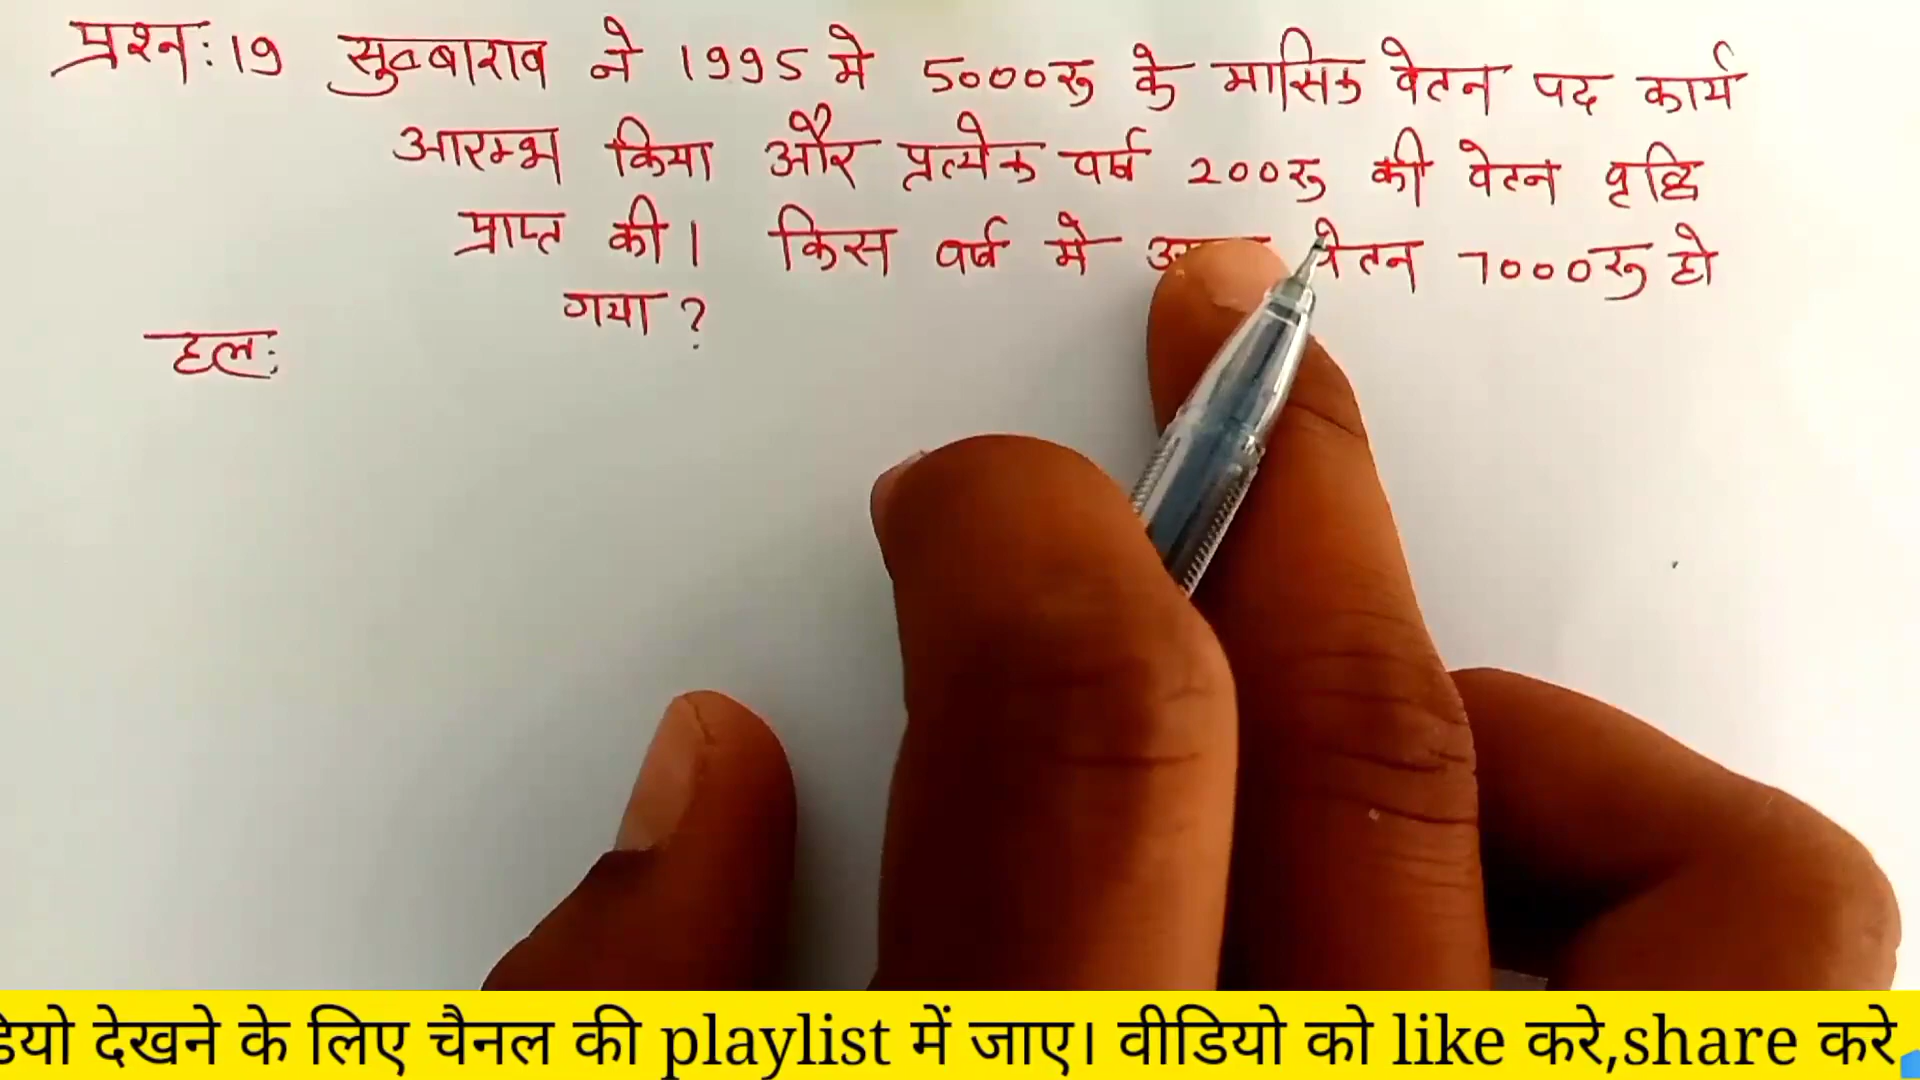 प्रश्न: 19 सुब्बाराव ने 1995 मे 5000रु के मासिक वेतन पद कार्य
आरम्भ किया और प्रत्येक वर्ष 200रु की वेतन वृद्धि
प्राप्त की। किस वर्ष मे वेतन 7000रु हो
गया ?
हल:
देखने के लिए चैनल की playlist में जाए। वीडियो को like करे,share करे